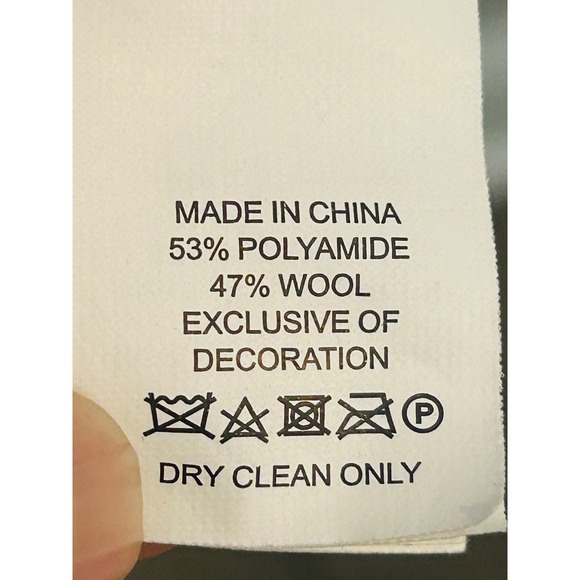 MADE IN CHINA
53% POLYAMIDE
47% WOOL
EXCLUSIVE OF
DECORATION
P
DRY CLEAN ONLY